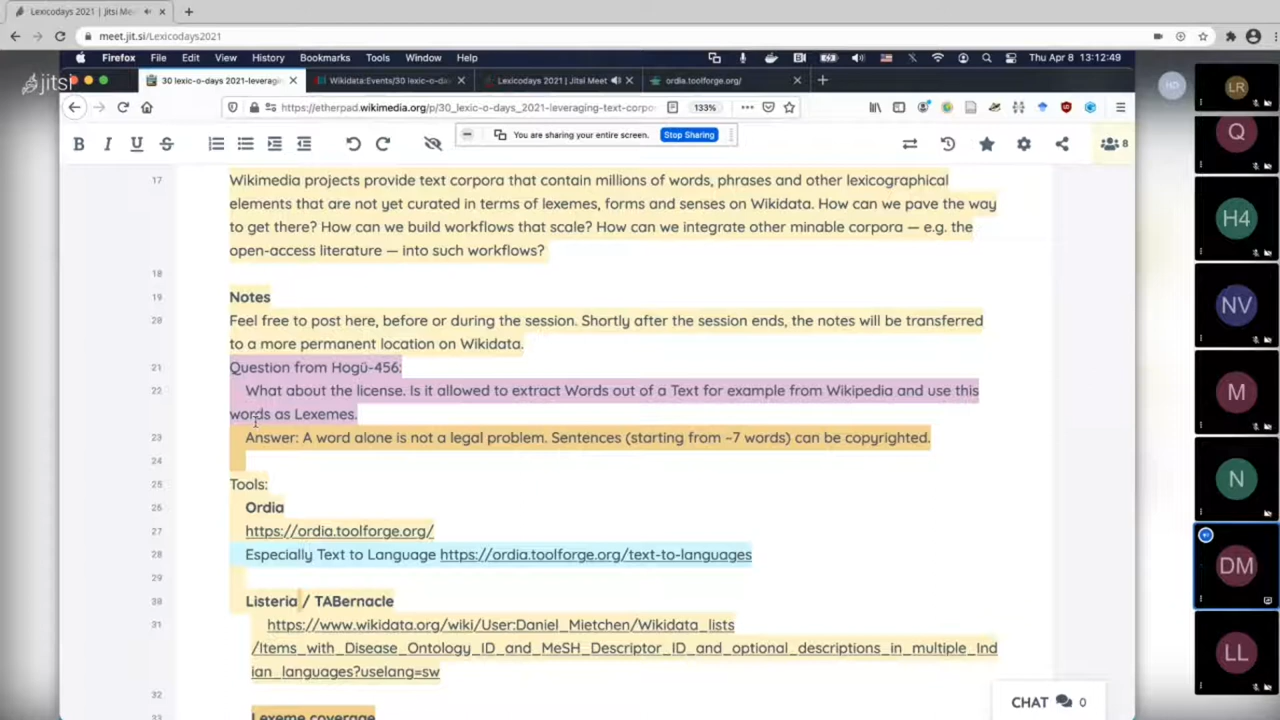 Lexicodays 2021 | Jitsi Mee
meet.jit.si/Lexicodays2021
jitsi
Firefox File Edit View History Bookmarks Tools Window Help Thu Apr 8 13:12:49
30 lexic-o-days 2021-leveragin
Wikidata:Events/30 lexic-o-da
Lexicodays 2021 | Jitsi Meet
ordia.toolforge.org/
https://etherpad.wikimedia.org/p/30_lexic-o-days_2021-leveraging-text-corpo
133%
You are sharing your entire screen. Stop Sharing
8
17 Wikimedia projects provide text corpora that contain millions of words, phrases and other lexicographical
elements that are not yet curated in terms of lexemes, forms and senses on Wikidata. How can we pave the way
to get there? How can we build workflows that scale? How can we integrate other minable corpora — e.g. the
open-access literature — into such workflows?
18
19 Notes
20 Feel free to post here, before or during the session. Shortly after the session ends, the notes will be transferred
to a more permanent location on Wikidata.
21 Question from Hogü-456:
22 What about the license. Is it allowed to extract Words out of a Text for example from Wikipedia and use this
words as Lexemes.
23 Answer: A word alone is not a legal problem. Sentences (starting from ~7 words) can be copyrighted.
24
25 Tools:
26 Ordia
27 https://ordia.toolforge.org/
28 Especially Text to Language https://ordia.toolforge.org/text-to-languages
29
30 Listeria / TABernacle
31 https://www.wikidata.org/wiki/User:Daniel_Mietchen/Wikidata_lists
/Items_with_Disease_Ontology_ID_and_MeSH_Descriptor_ID_and_optional_descriptions_in_multiple_Ind
ian_languages?uselang=sw
32
33 Lexeme coverage
CHAT 0
LR
Q
H4
NV
M
N
DM
LL